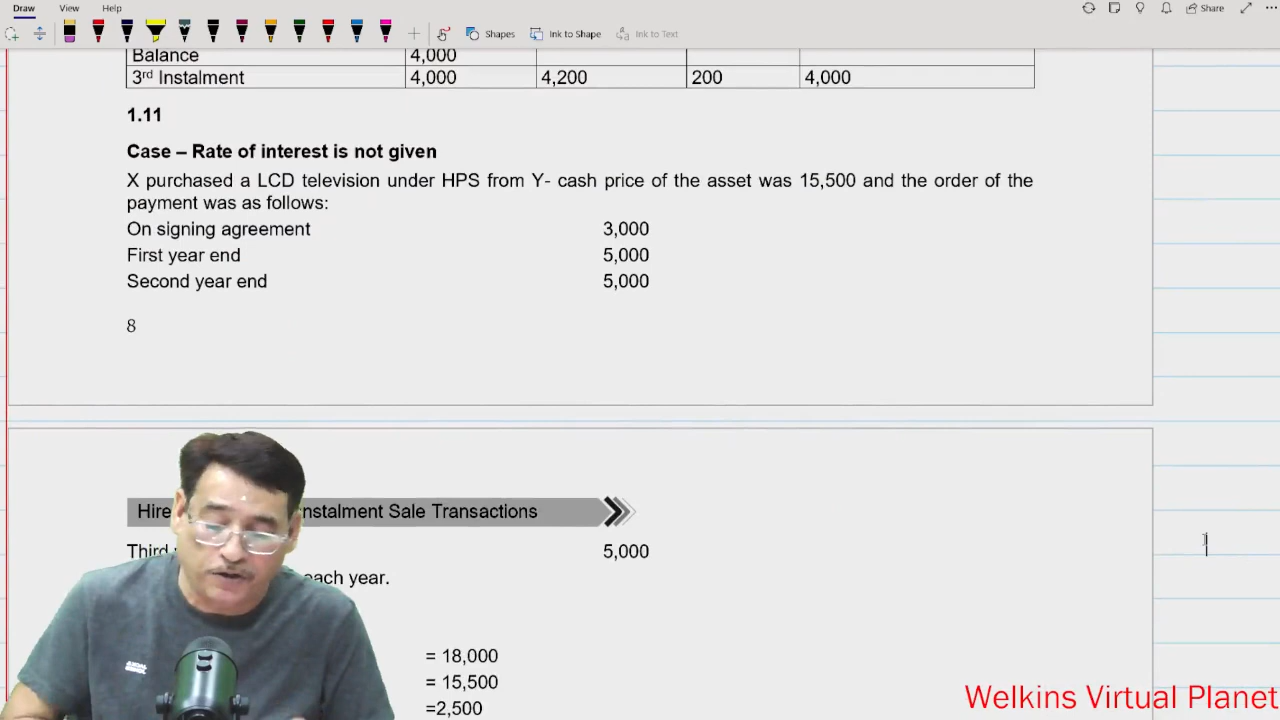 Draw View Help
Share
Shapes Ink to Shape Ink to Text
Balance 4,000
3rd Instalment 4,000 4,200 200 4,000
1.11
Case – Rate of interest is not given
X purchased a LCD television under HPS from Y- cash price of the asset was 15,500 and the order of the
payment was as follows:
On signing agreement 3,000
First year end 5,000
Second year end 5,000
8
Instalment Sale Transactions
Third 5,000
each year.
= 18,000
= 15,500
=2,500
Welkins Virtual Planet